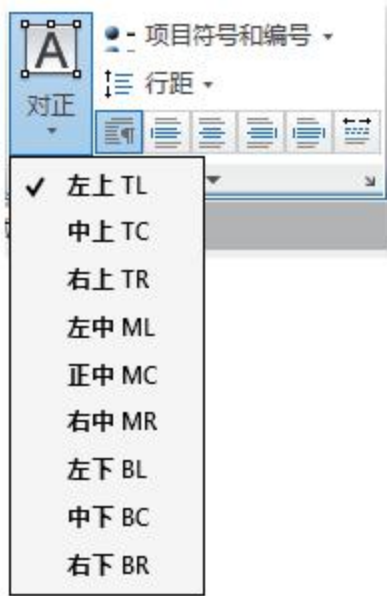 A
项目符号和编号
行距
对正
左上 TL
中上 TC
右上 TR
左中 ML
正中 MC
右中 MR
左下 BL
中下 BC
右下 BR